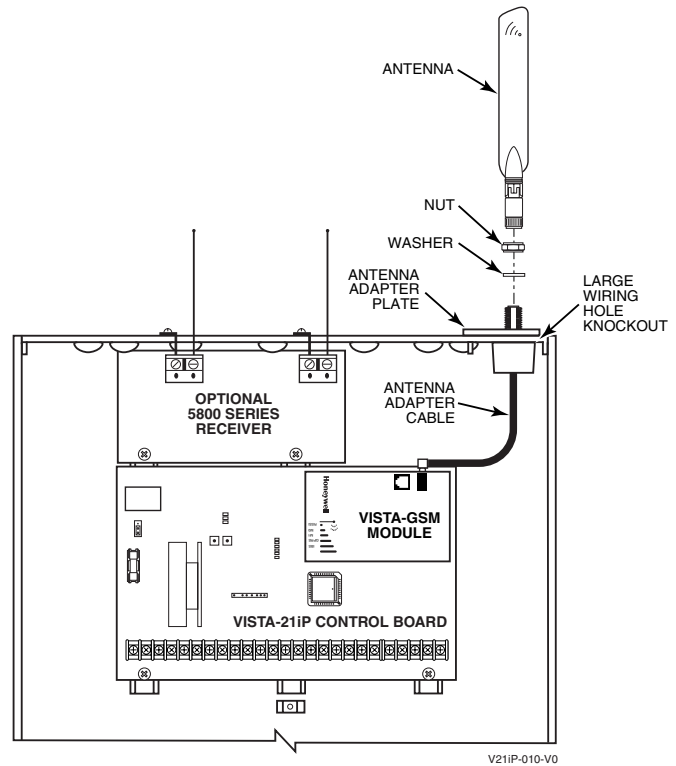 ANTENNA
NUT
WASHER
ANTENNA
ADAPTER
PLATE
LARGE
WIRING
HOLE
KNOCKOUT
ANTENNA
ADAPTER
CABLE
OPTIONAL
5800 SERIES
RECEIVER
Honeywell
VISTA-GSM
MODULE
VISTA-21iP CONTROL BOARD
V21iP-010-V0